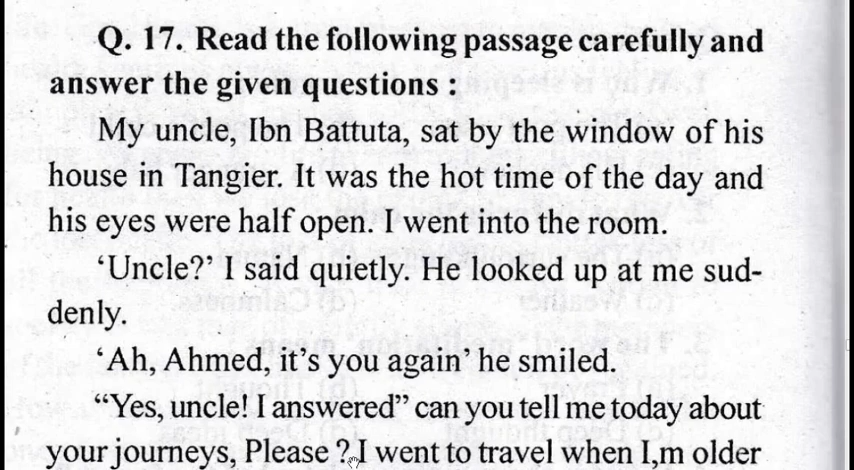 Q. 17. Read the following passage carefully and
answer the given questions :
My uncle, Ibn Battuta, sat by the window of his
house in Tangier. It was the hot time of the day and
his eyes were half open. I went into the room.
‘Uncle?’ I said quietly. He looked up at me sud-
denly.
‘Ah, Ahmed, it’s you again’ he smiled.
“Yes, uncle! I answered” can you tell me today about
your journeys, Please ? I went to travel when I,m older